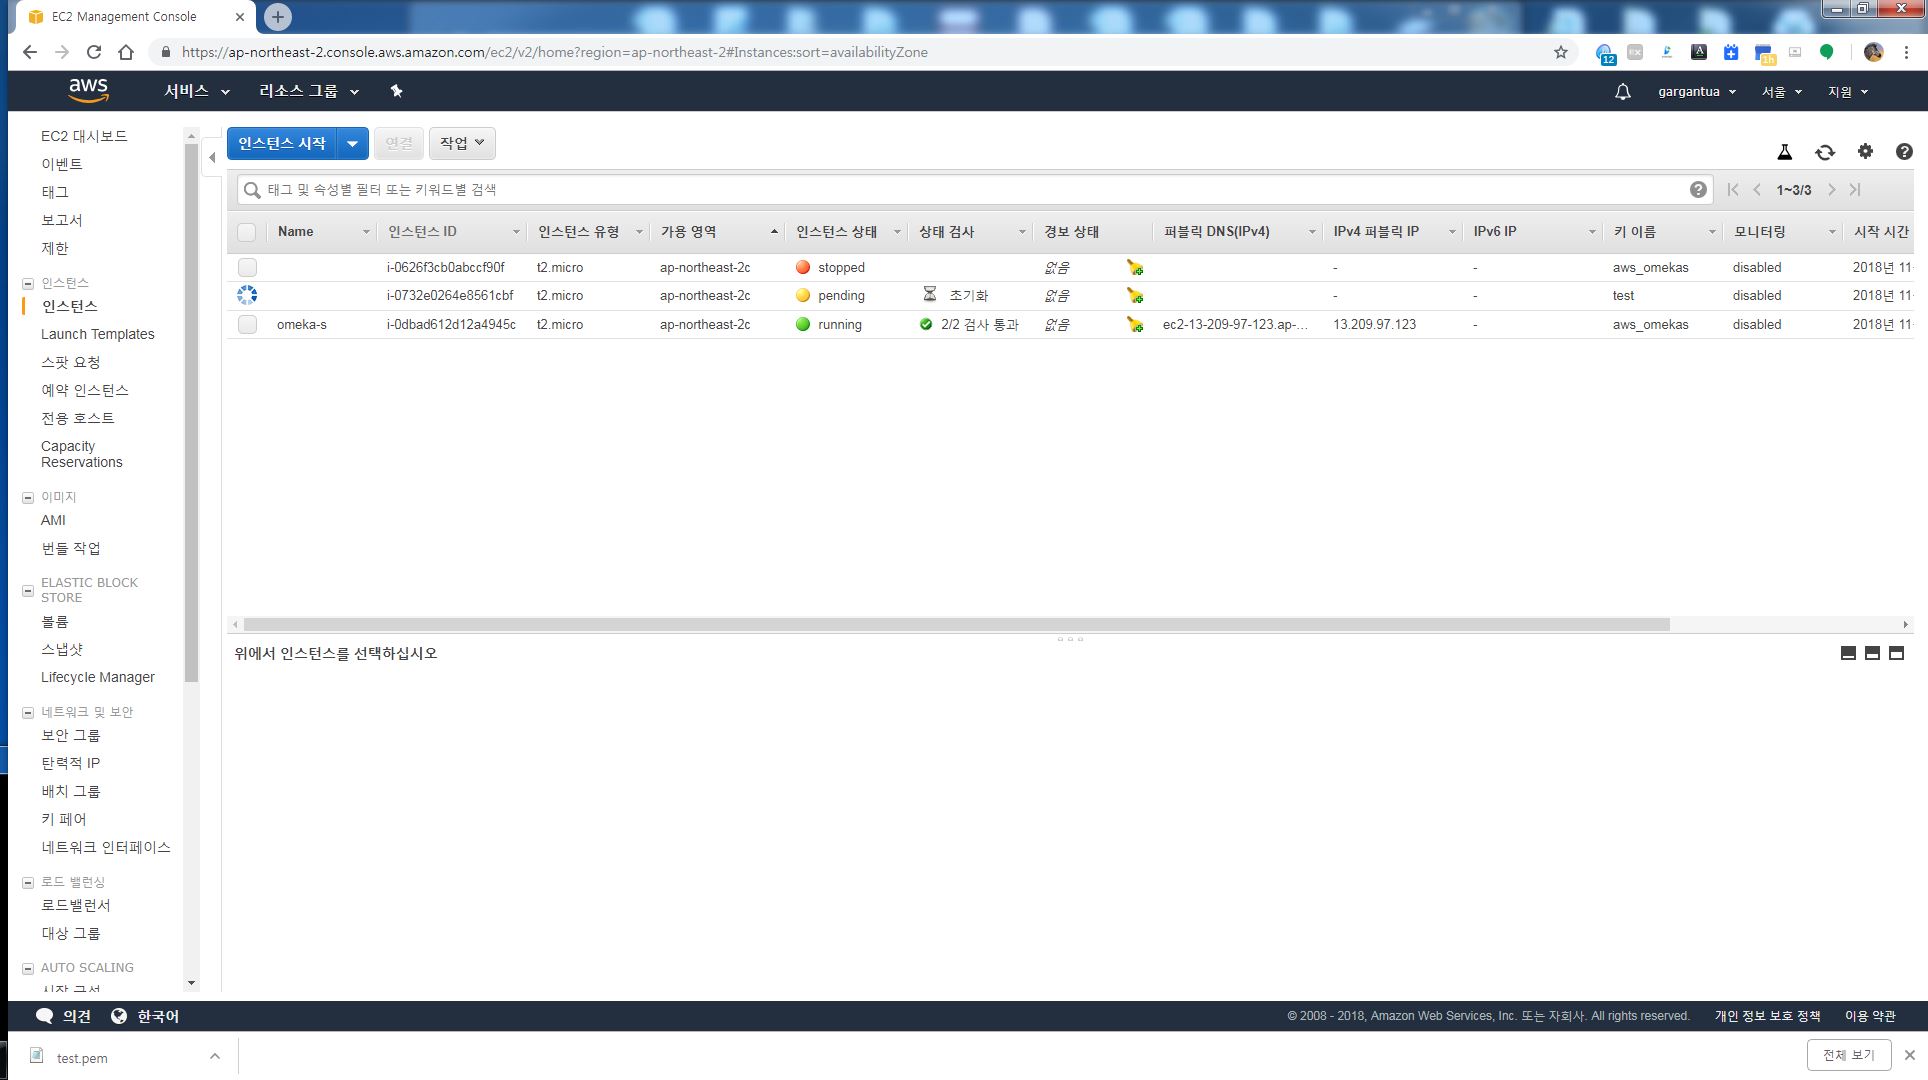 EC2 Management Console
https://ap-northeast-2.console.aws.amazon.com/ec2/v2/home?region=ap-northeast-2#Instances:sort=availabilityZone
12
1h
aws 서비스 리소스 그룹 gargantua 서울 지원
EC2 대시보드
이벤트
태그
보고서
제한
인스턴스
인스턴스
Launch Templates
스팟 요청
예약 인스턴스
전용 호스트
Capacity
Reservations
이미지
AMI
번들 작업
ELASTIC BLOCK
STORE
볼륨
스냅샷
Lifecycle Manager
네트워크 및 보안
보안 그룹
탄력적 IP
배치 그룹
키 페어
네트워크 인터페이스
로드 밸런싱
로드밸런서
대상 그룹
AUTO SCALING
시작 구성
인스턴스 시작 연결 작업
태그 및 속성별 필터 또는 키워드별 검색 1~3/3
Name 인스턴스 ID 인스턴스 유형 가용 영역 인스턴스 상태 상태 검사 경보 상태 퍼블릭 DNS(IPv4) IPv4 퍼블릭 IP IPv6 IP 키 이름 모니터링 시작 시간
i-0626f3cb0abccf90f t2.micro ap-northeast-2c stopped 없음 - - aws_omekas disabled 2018년 11
i-0732e0264e8561cbf t2.micro ap-northeast-2c pending 초기화 없음 - - test disabled 2018년 11
omeka-s i-0dbad612d12a4945c t2.micro ap-northeast-2c running 2/2 검사 통과 없음 ec2-13-209-97-123.ap-... 13.209.97.123 - aws_omekas disabled 2018년 11
위에서 인스턴스를 선택하십시오
의견 한국어 © 2008 - 2018, Amazon Web Services, Inc. 또는 자회사. All rights reserved. 개인 정보 보호 정책 이용 약관
test.pem 전체 보기